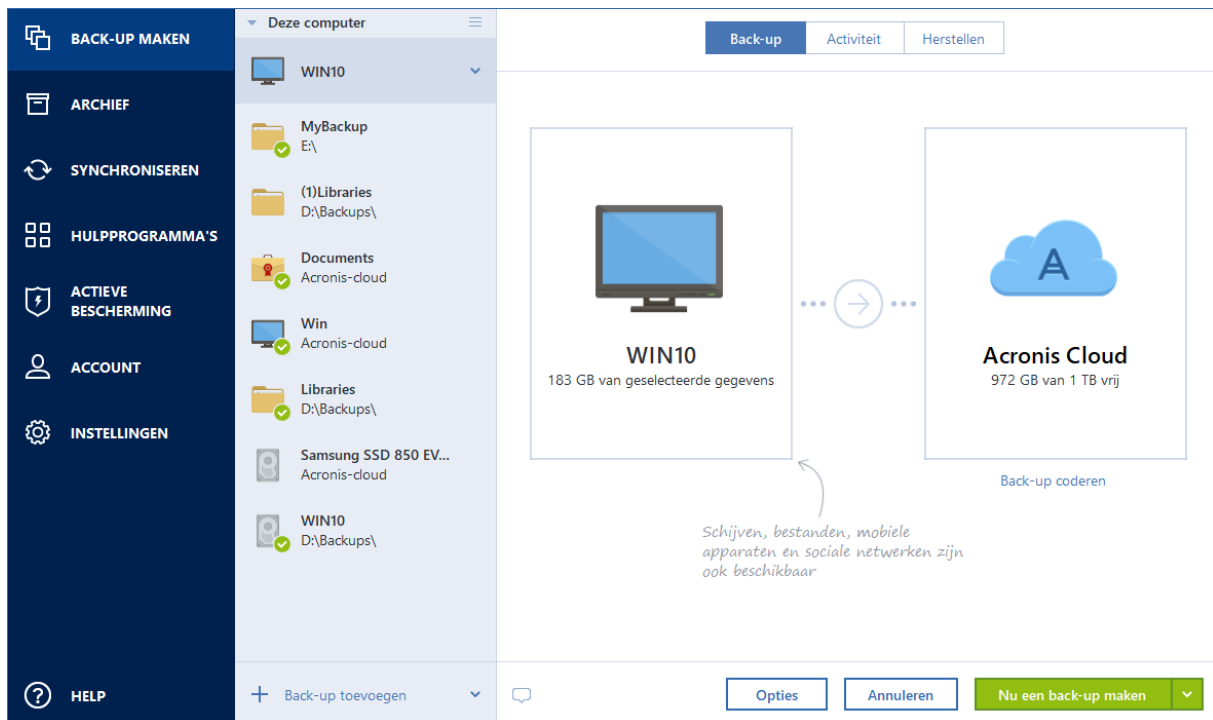 BACK-UP MAKEN
ARCHIEF
SYNCHRONISEREN
HULPPROGRAMMA'S
ACTIEVE
BESCHERMING
ACCOUNT
INSTELLINGEN
HELP
Deze computer
WIN10
MyBackup
E:\
(1)Libraries
D:\Backups\
Documents
Acronis-cloud
Win
Acronis-cloud
Libraries
D:\Backups\
Samsung SSD 850 EV...
Acronis-cloud
WIN10
D:\Backups\
Back-up toevoegen
Back-up
Activiteit
Herstellen
WIN10
183 GB van geselecteerde gegevens
Acronis Cloud
972 GB van 1 TB vrij
Back-up coderen
Schijven, bestanden, mobiele
apparaten en sociale netwerken zijn
ook beschikbaar
Opties
Annuleren
Nu een back-up maken